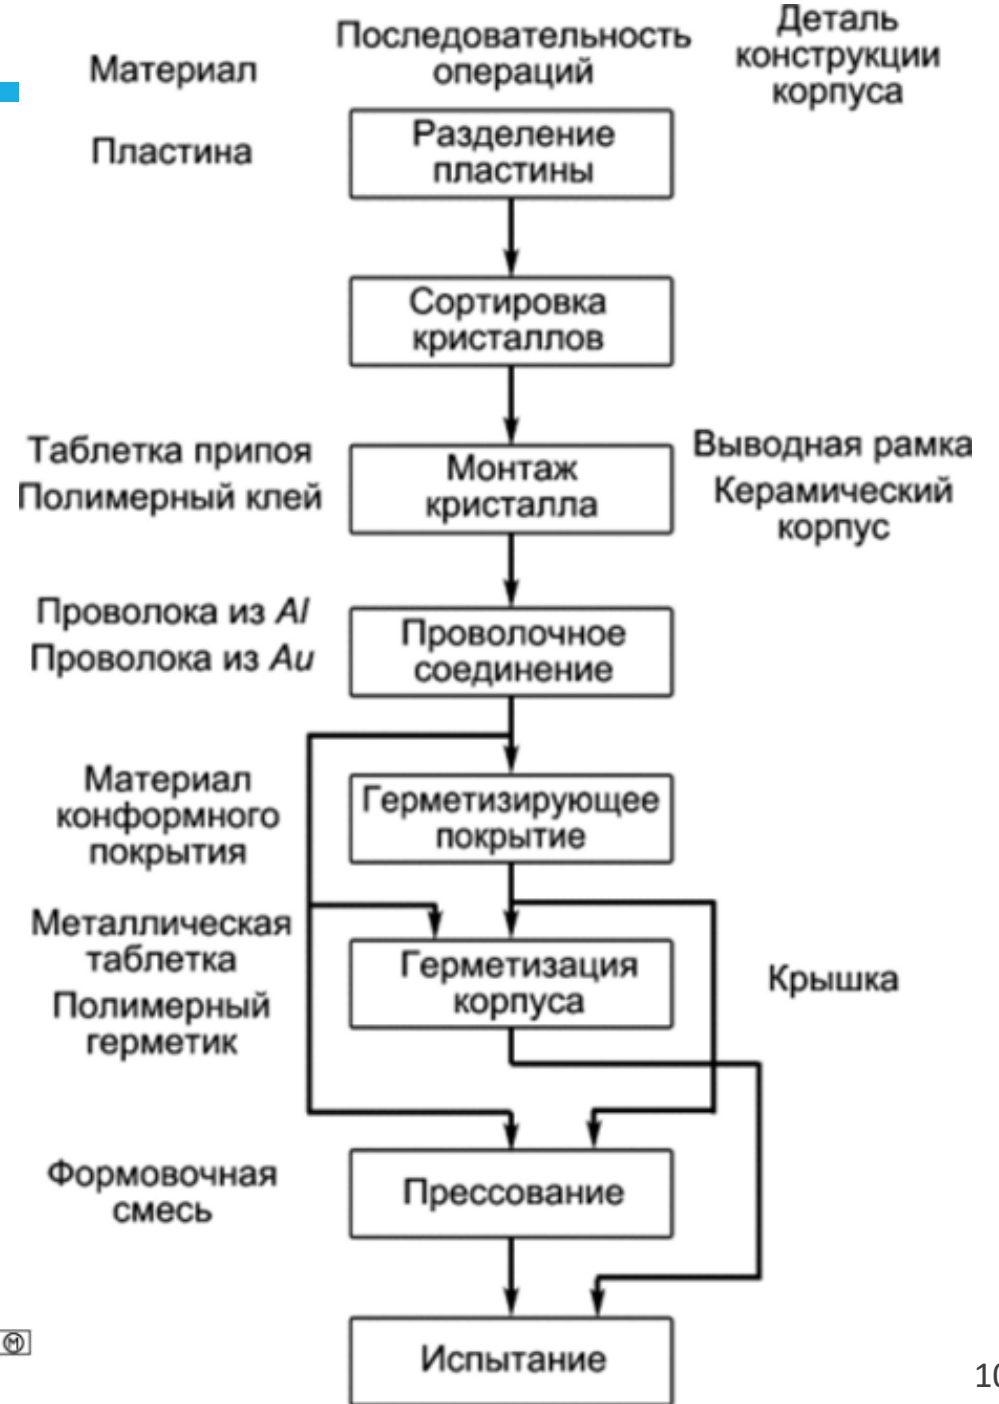 Материал
Последовательность
операций
Деталь
конструкции
корпуса
Пластина
Разделение
пластины
Сортировка
кристаллов
Таблетка припоя
Полимерный клей
Монтаж
кристалла
Выводная рамка
Керамический
корпус
Проволока из Al
Проволока из Au
Проволочное
соединение
Материал
конформного
покрытия
Герметизирующее
покрытие
Металлическая
таблетка
Полимерный
герметик
Герметизация
корпуса
Крышка
Формовочная
смесь
Прессование
Испытание
Ⓜ
10